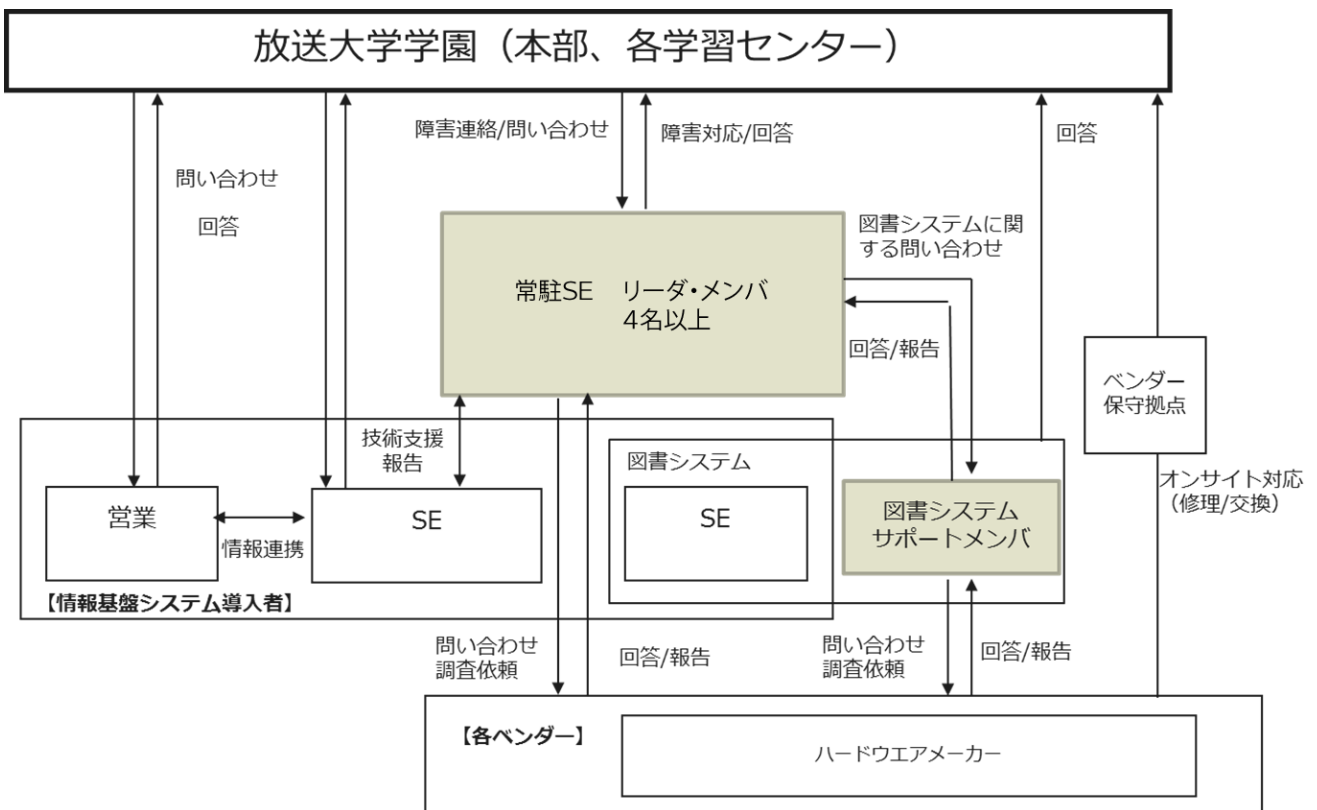 放送大学学園（本部、各学習センター）
障害連絡/問い合わせ
障害対応/回答
回答
問い合わせ
回答
図書システムに関
する問い合わせ
常駐SE　リーダ・メンバ
4名以上
回答/報告
ベンダー
保守拠点
技術支援
報告
図書システム
オンサイト対応
（修理/交換）
営業
SE
SE
図書システム
サポートメンバ
情報連携
【情報基盤システム導入者】
問い合わせ
調査依頼
回答/報告
問い合わせ
調査依頼
回答/報告
【各ベンダー】
ハードウエアメーカー